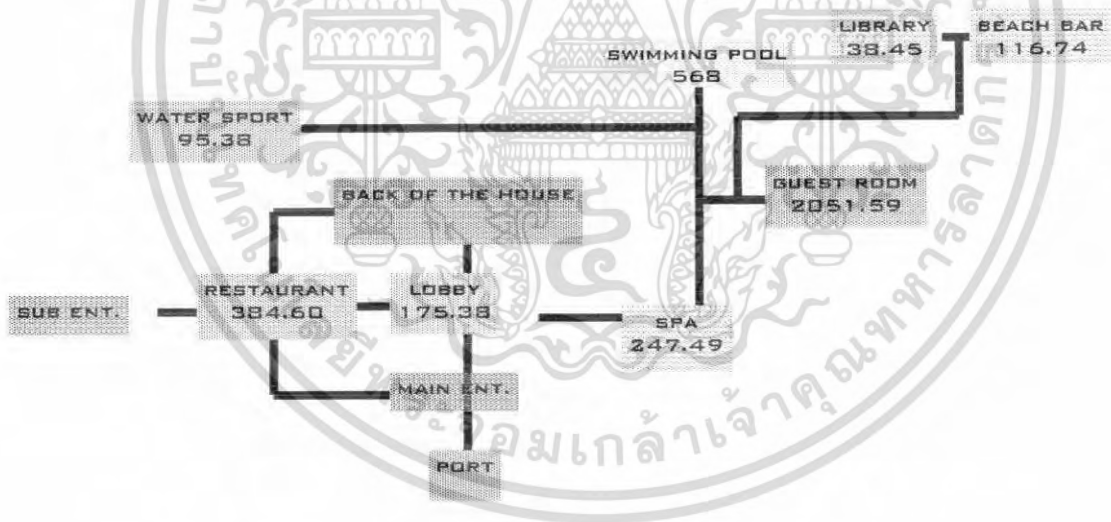 LIBRARY
38.45
BEACH BAR
116.74
SWIMMING POOL
568
WATER SPORT
95.38
GUEST ROOM
2051.59
BACK OF THE HOUSE
RESTAURANT
384.60
LOBBY
175.38
SUB ENT.
SPA
247.49
MAIN ENT.
PORT